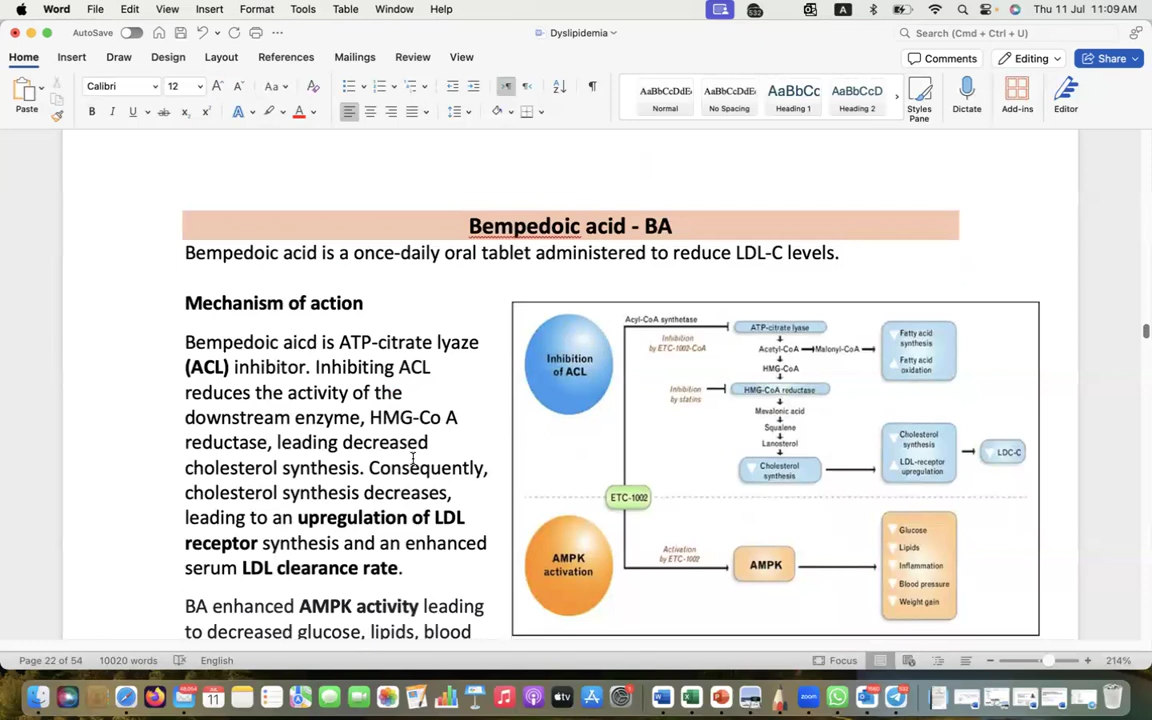 Word File Edit View Insert Format Tools Table Window Help
532 A Thu 11 Jul 11:09 AM
AutoSave Dyslipidemia Search (Cmd + Ctrl + U)
Home Insert Draw Design Layout References Mailings Review View Comments Editing Share
Paste Calibri 12 A A Aa A
B I U ab x₂ x² A A
AaBbCcDdE AaBbCcDdE AaBbCc AaBbCcD
Normal No Spacing Heading 1 Heading 2
Styles Pane Dictate Add-ins Editor
Bempedoic acid - BA
Bempedoic acid is a once-daily oral tablet administered to reduce LDL-C levels.
Mechanism of action
Bempedoic aicd is ATP-citrate lyaze
(ACL) inhibitor. Inhibiting ACL
reduces the activity of the
downstream enzyme, HMG-Co A
reductase, leading decreased
cholesterol synthesis. Consequently,
cholesterol synthesis decreases,
leading to an upregulation of LDL
receptor synthesis and an enhanced
serum LDL clearance rate.
BA enhanced AMPK activity leading
to decreased glucose, lipids, blood
Inhibition
of ACL
Acyl-CoA synthetase
Inhibition
by ETC-1002-CoA
ATP-citrate lyase
Acetyl-CoA Malonyl-CoA
HMG-CoA
Inhibition
by statins
HMG-CoA reductase
Mevalonic acid
Squalene
Lanosterol
Cholesterol
synthesis
Fatty acid
synthesis
Fatty acid
oxidation
Cholesterol
synthesis
LDL-receptor
upregulation
LDC-C
ETC-1002
AMPK
activation
Activation
by ETC-1002
AMPK
Glucose
Lipids
Inflammation
Blood pressure
Weight gain
Page 22 of 54 10020 words English Focus 214%